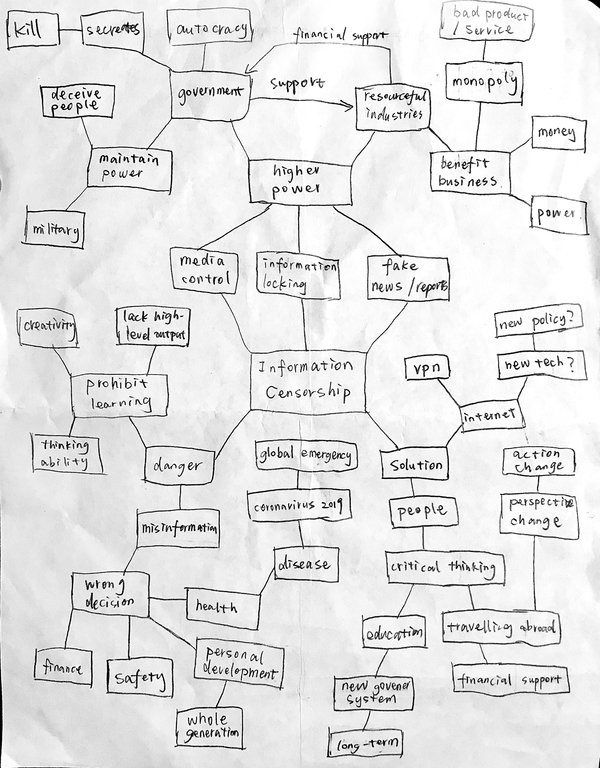 kill
secretes
autocracy
financial support
bad product
/ service
deceive
people
government
support
resourceful
industries
monopoly
money
maintain
power
higher
power
benefit
business
power
military
media
control
information
locking
fake
news / reports
creativity
lack high-
level output
new policy?
Information
Censorship
vpn
new tech?
prohibit
learning
internet
thinking
ability
danger
global emergency
solution
action
change
misinformation
coronavirus 2019
people
perspective
change
disease
critical thinking
wrong
decision
health
education
travelling abroad
finance
safety
personal
development
financial support
new govener
system
whole
generation
long-term